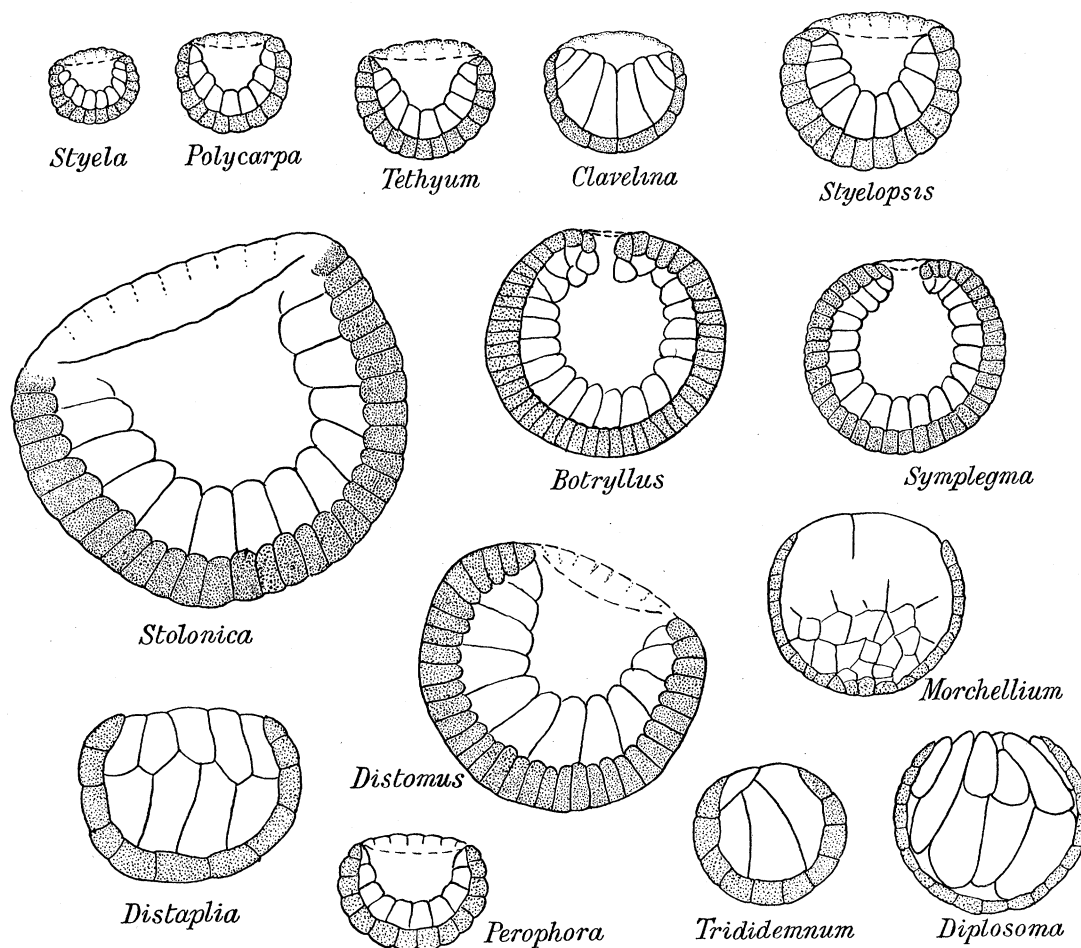 Styela
Polycarpa
Tethyum
Clavelina
Styelopsis
Stolonica
Botryllus
Symplegma
Distomus
Morchellium
Distaplia
Perophora
Trididemnum
Diplosoma